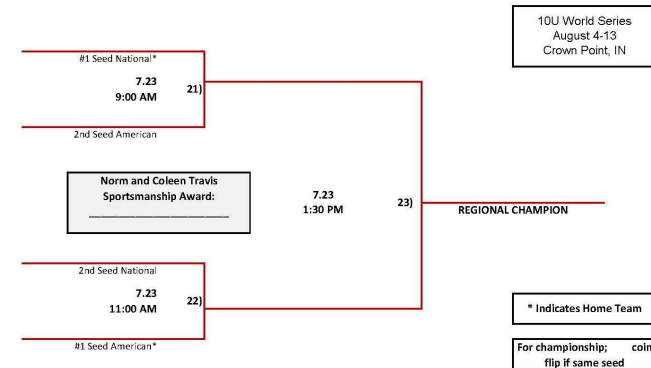 10U World Series
August 4-13
Crown Point, IN
#1 Seed National*
7.23
9:00 AM
21)
2nd Seed American
Norm and Coleen Travis
Sportsmanship Award:
7.23
1:30 PM
23)
REGIONAL CHAMPION
2nd Seed National
7.23
11:00 AM
22)
#1 Seed American*
* Indicates Home Team
For championship; coin
flip if same seed